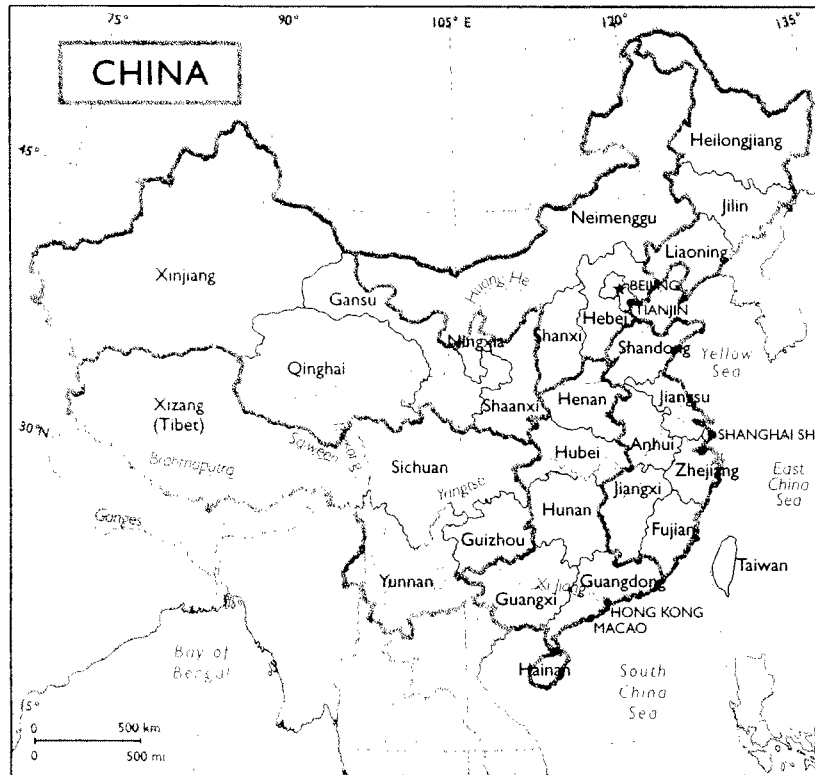 75°
90°
105° E
120°
135°
CHINA
45°
Heilongjiang
Jilin
Neimenggu
Liaoning
Xinjiang
Gansu
Huang He
BEIJING
TIANJIN
Hebei
Ningxia
Shanxi
Shandong
Yellow
Sea
Qinghai
Xizang
(Tibet)
Shaanxi
Henan
Jiangsu
30°N
Salween
Sichuan
Hubei
Anhui
SHANGHAI SH
Brahmaputra
Yangtse
Zhejiang
East
China
Sea
Jiangxi
Hunan
Ganges
Guizhou
Fujian
Yunnan
Taiwan
Xi Jiang
Guangdong
Guangxi
HONG KONG
MACAO
Bay of
Bengal
Hainan
South
China
Sea
15°
0 500 km
0 500 mi